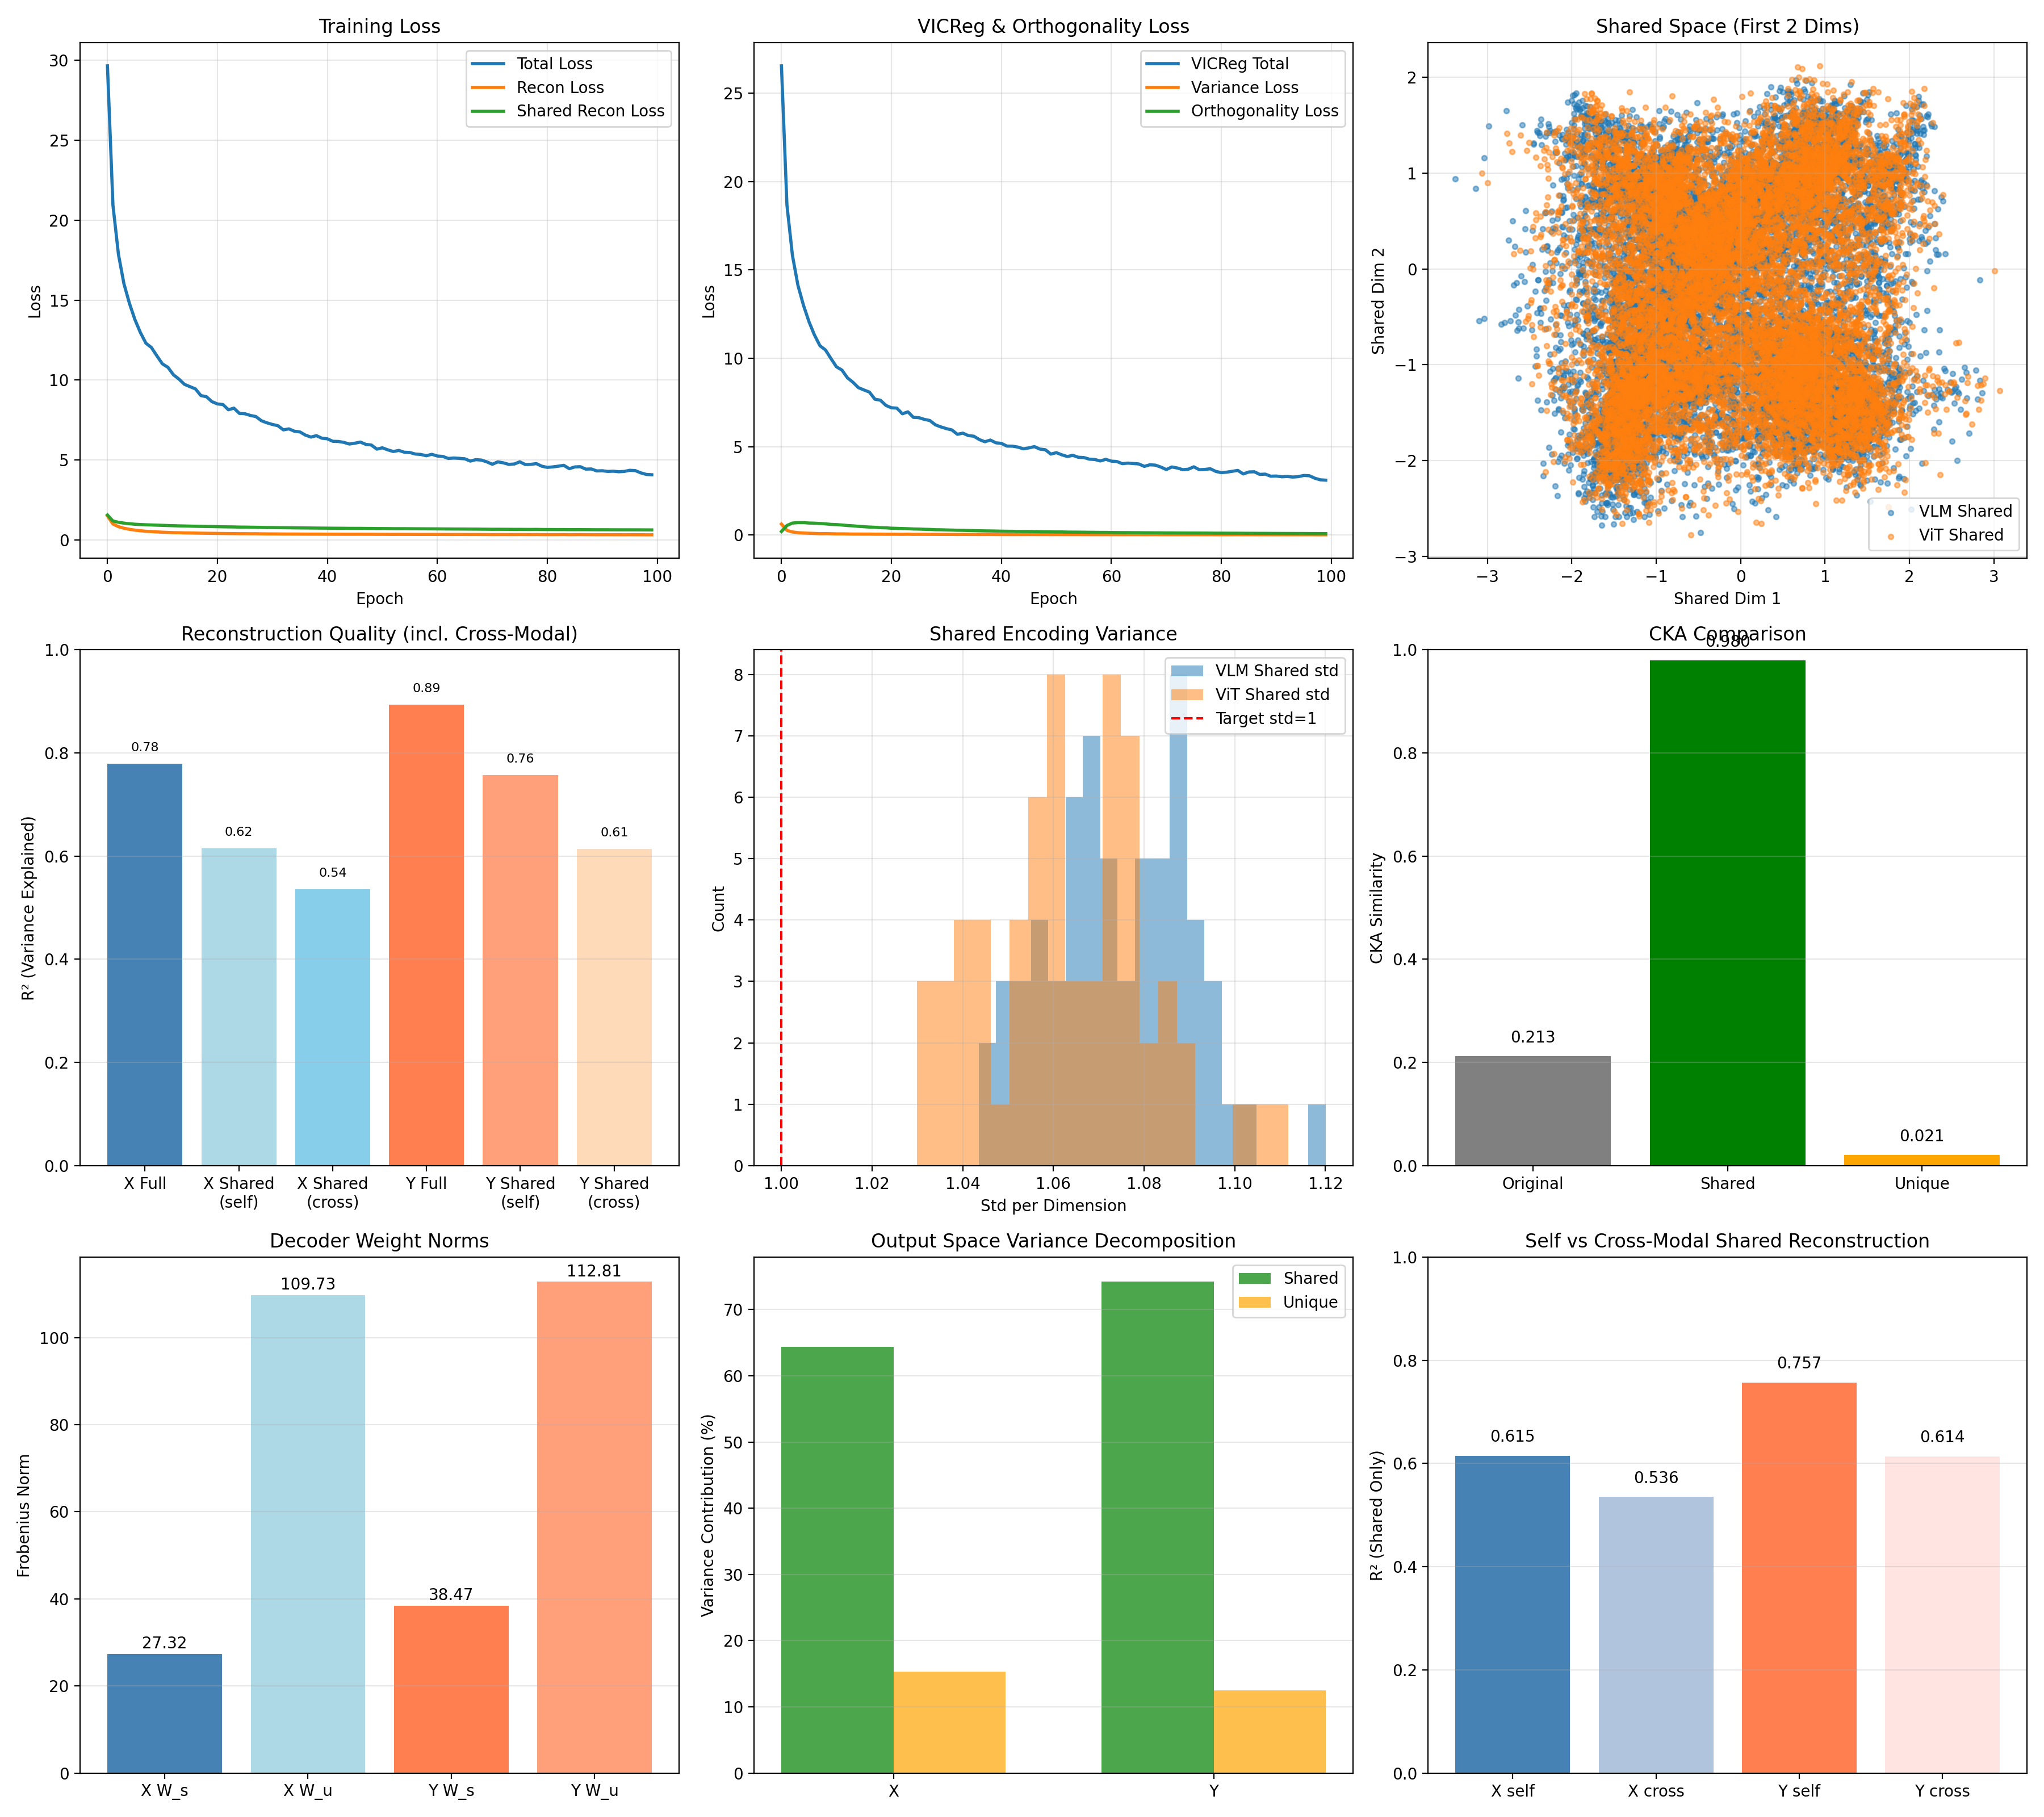 Training Loss
30
25
20
15
10
5
0
Loss
Total Loss
Recon Loss
Shared Recon Loss
0 20 40 60 80 100
Epoch
VICReg & Orthogonality Loss
25
20
15
10
5
0
Loss
VICReg Total
Variance Loss
Orthogonality Loss
0 20 40 60 80 100
Epoch
Shared Space (First 2 Dims)
2
1
0
−1
−2
−3
Shared Dim 2
VLM Shared
ViT Shared
−3 −2 −1 0 1 2 3
Shared Dim 1
Reconstruction Quality (incl. Cross-Modal)
1.0
0.8
0.6
0.4
0.2
0.0
R² (Variance Explained)
0.78
0.62
0.54
0.89
0.76
0.61
X Full
X Shared
(self)
X Shared
(cross)
Y Full
Y Shared
(self)
Y Shared
(cross)
Shared Encoding Variance
8
7
6
5
4
3
2
1
0
Count
VLM Shared std
ViT Shared std
Target std=1
1.00 1.02 1.04 1.06 1.08 1.10 1.12
Std per Dimension
CKA Comparison
0.980
1.0
0.8
0.6
0.4
0.2
0.0
CKA Similarity
0.213
0.021
Original Shared Unique
Decoder Weight Norms
100
80
60
40
20
0
Frobenius Norm
27.32
109.73
38.47
112.81
X W_s X W_u Y W_s Y W_u
Output Space Variance Decomposition
70
60
50
40
30
20
10
0
Variance Contribution (%)
Shared
Unique
X Y
Self vs Cross-Modal Shared Reconstruction
1.0
0.8
0.6
0.4
0.2
0.0
R² (Shared Only)
0.615
0.536
0.757
0.614
X self X cross Y self Y cross